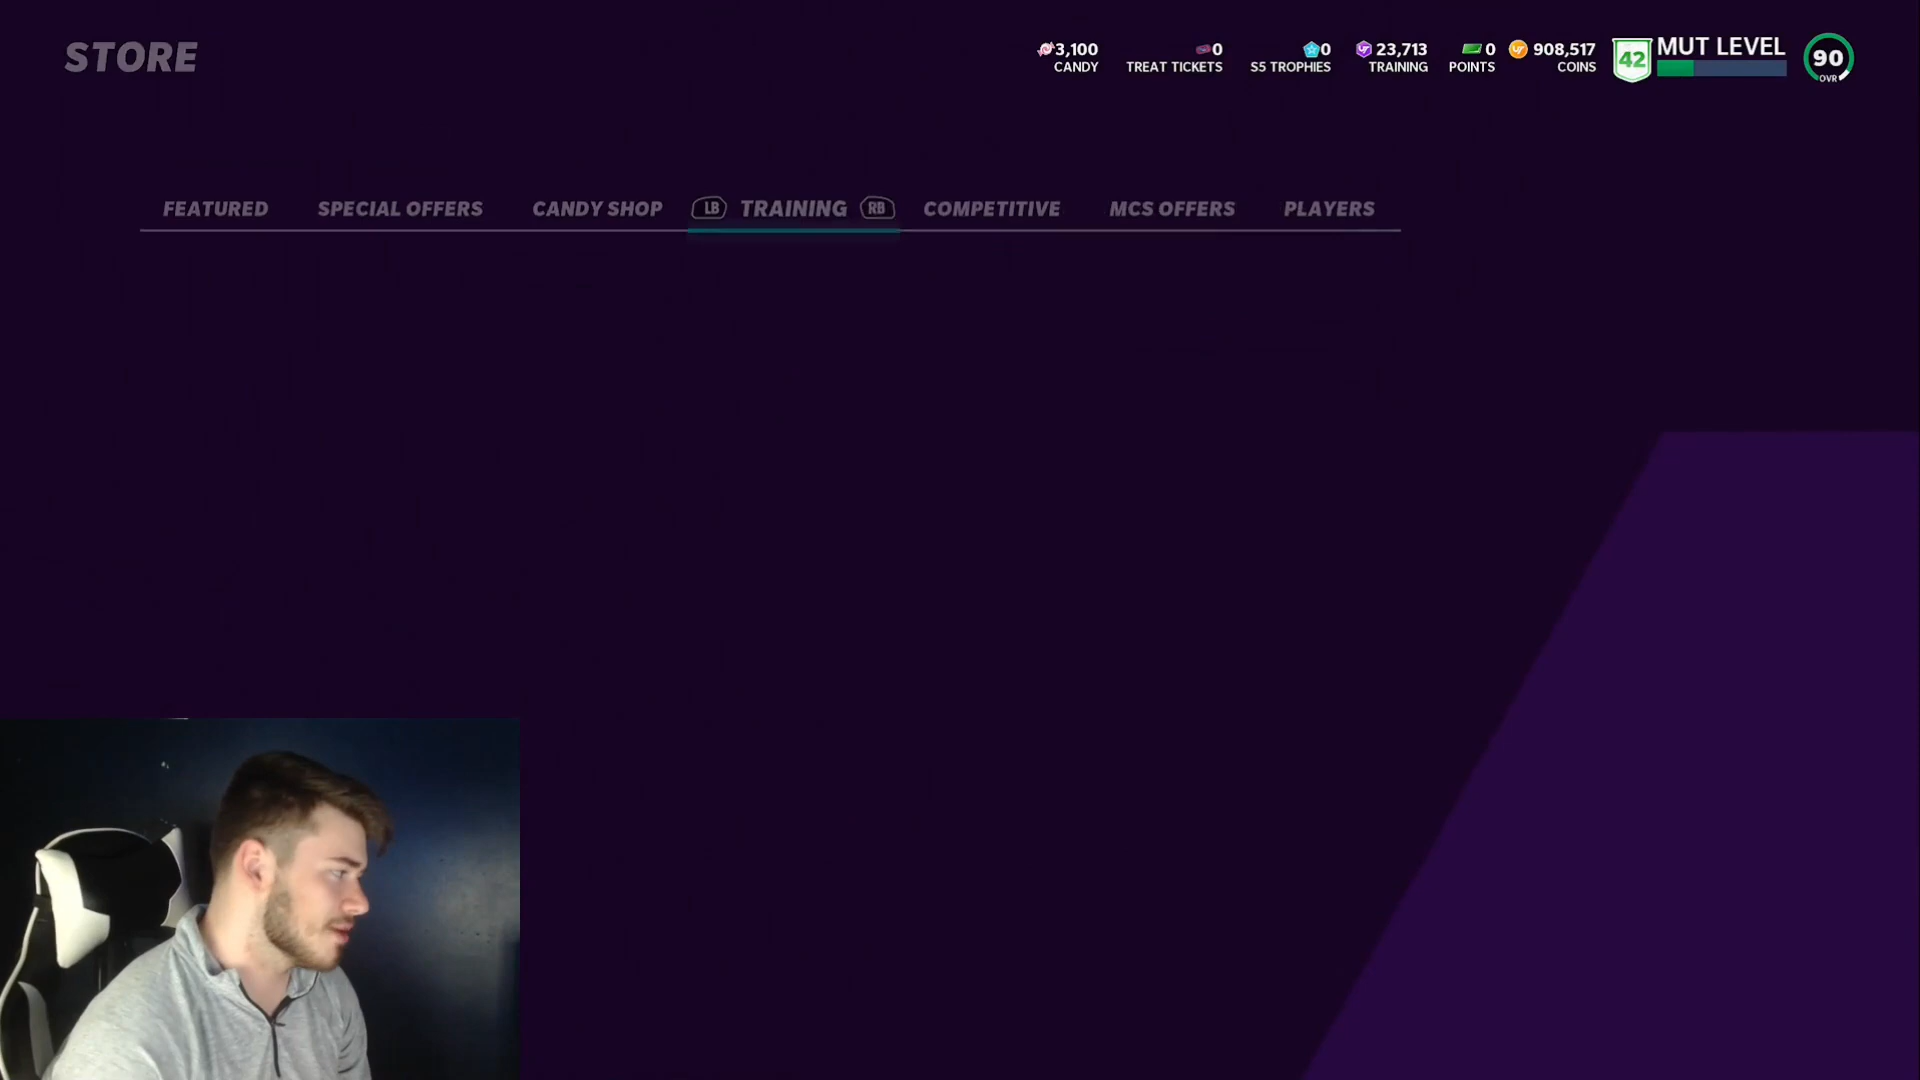 STORE
3,100
CANDY
0
TREAT TICKETS
0
S5 TROPHIES
23,713
TRAINING
0
POINTS
908,517
COINS
42
MUT LEVEL
90
OVR
FEATURED
SPECIAL OFFERS
CANDY SHOP
LB
TRAINING
RB
COMPETITIVE
MCS OFFERS
PLAYERS